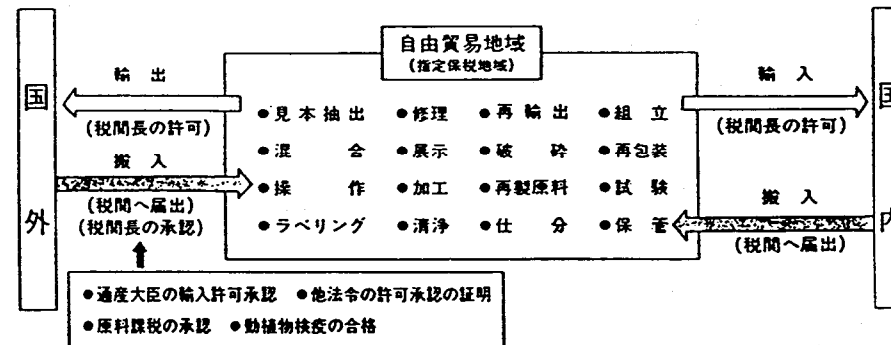 自由貿易地域
(指定保税地域)
国外
国内
輸出
(税関長の許可)
搬入
(税関へ届出)
(税関長の承認)
●見本抽出 ●修理 ●再輸出 ●組立
●混合 ●展示 ●破砕 ●再包装
●操作 ●加工 ●再製原料 ●試験
●ラベリング ●清浄 ●仕分 ●保管
輸入
(税関長の許可)
搬入
(税関へ届出)
●通産大臣の輸入許可承認 ●他法令の許可承認の証明
●原料課税の承認 ●動植物検疫の合格